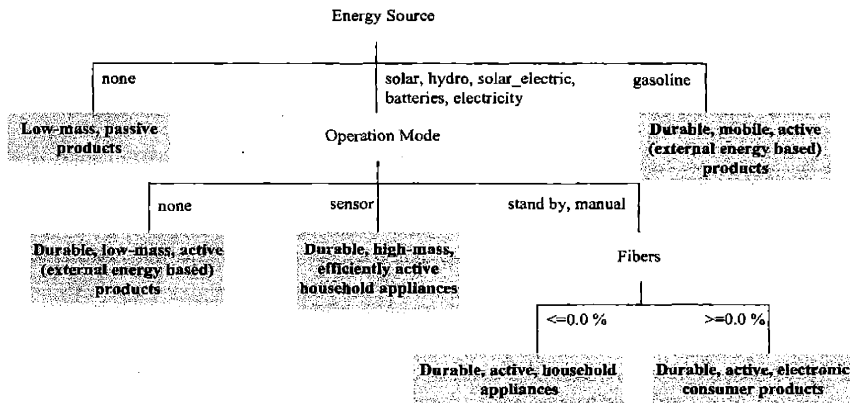 Energy Source
none
solar, hydro, solar_electric,
batteries, electricity
gasoline
Low-mass, passive
products
Operation Mode
Durable, mobile, active
(external energy based)
products
none
sensor
stand by, manual
Durable, low-mass, active
(external energy based)
products
Durable, high-mass,
efficiently active
household appliances
Fibers
<=0.0 %
>=0.0 %
Durable, active, household
appliances
Durable, active, electronic
consumer products